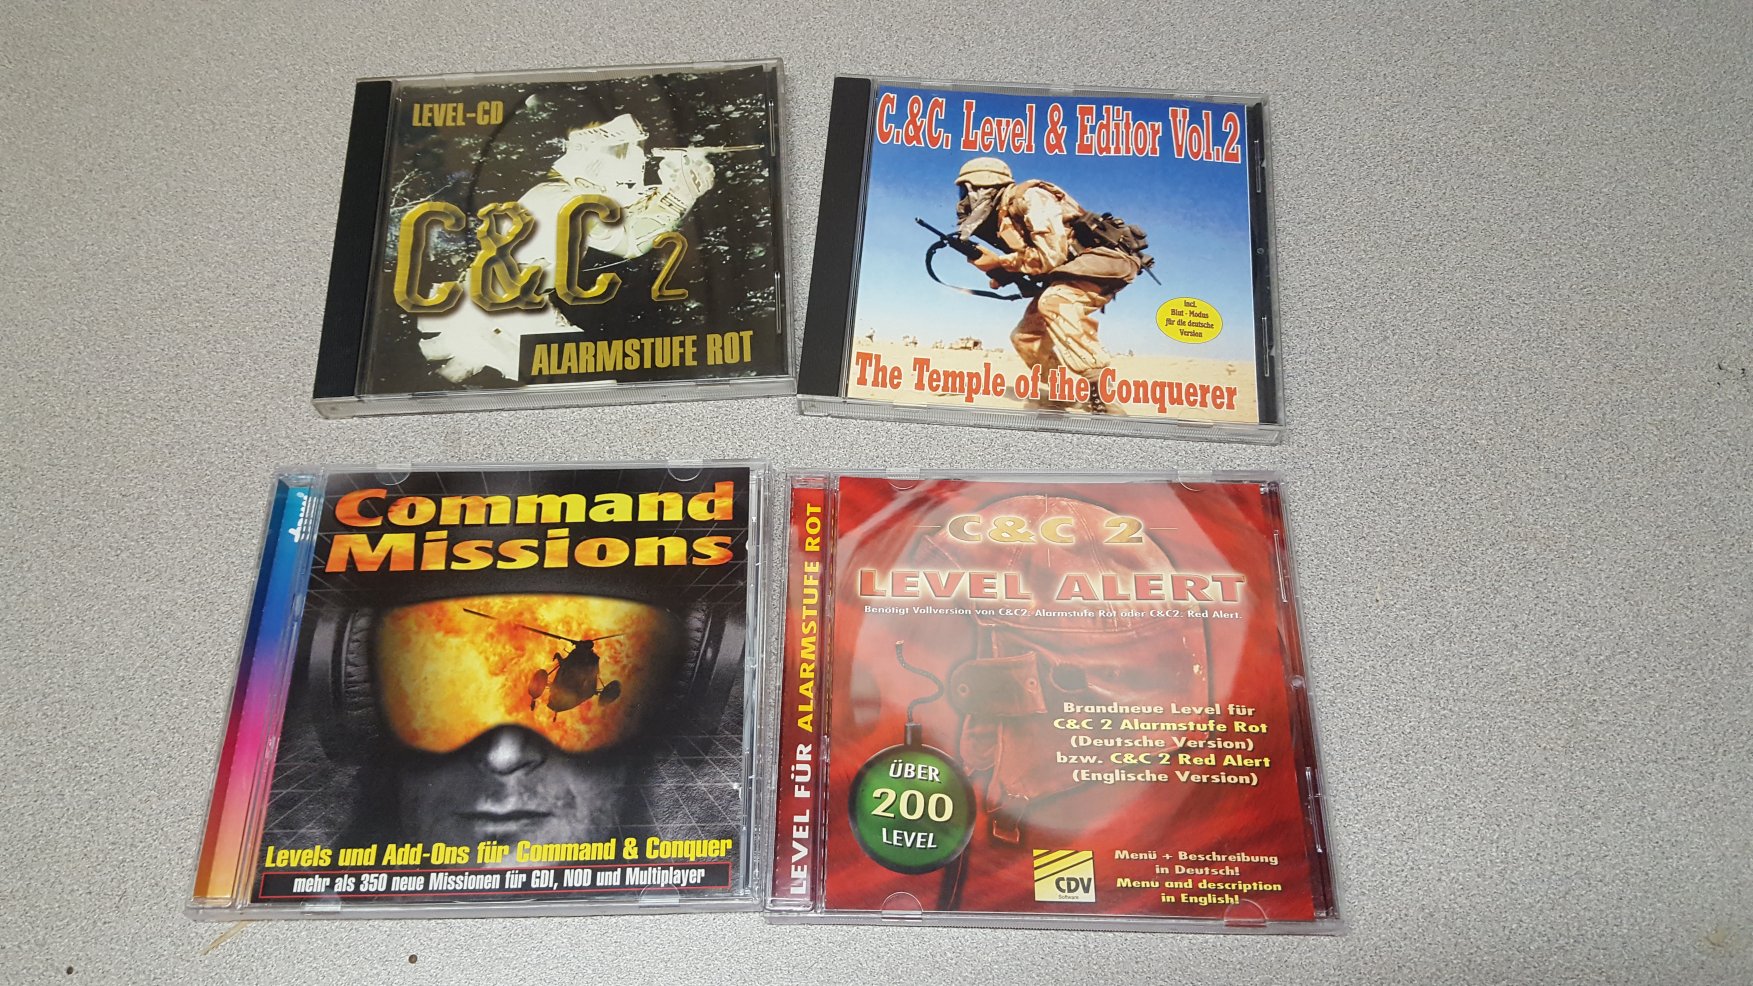 LEVEL-CD
C&C 2
ALARMSTUFE ROT
C.&C. Level & Editor Vol.2
incl.
Blut - Modus
für die deutsche
Version
The Temple of the Conquerer
Command
Missions
Levels und Add-Ons für Command & Conquer
mehr als 350 neue Missionen für GDI, NOD und Multiplayer
LEVEL FÜR ALARMSTUFE ROT
C&C 2
LEVEL ALERT
Benötigt Vollversion von C&C2: Alarmstufe Rot oder C&C2: Red Alert.
Brandneue Level für
C&C 2 Alarmstufe Rot
(Deutsche Version)
bzw. C&C 2 Red Alert
(Englische Version)
ÜBER
200
LEVEL
CDV
Software
Menü + Beschreibung
in Deutsch!
Menu and description
in English!